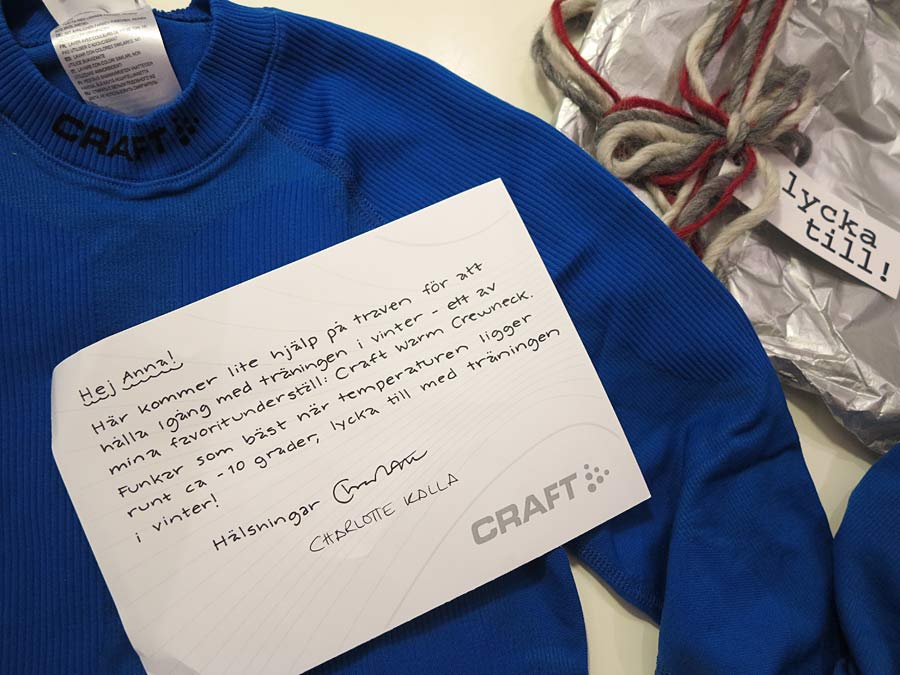 CRAFT
lycka
till!
Hej Anna!
Här kommer lite hjälp på traven för att
hålla igång med träningen i vinter - ett av
mina favoritunderställ: Craft warm Crewneck.
Funkar som bäst när temperaturen ligger
runt ca -10 grader, lycka till med träningen
i vinter!
Hälsningar
CHARLOTTE KALLA
CRAFT